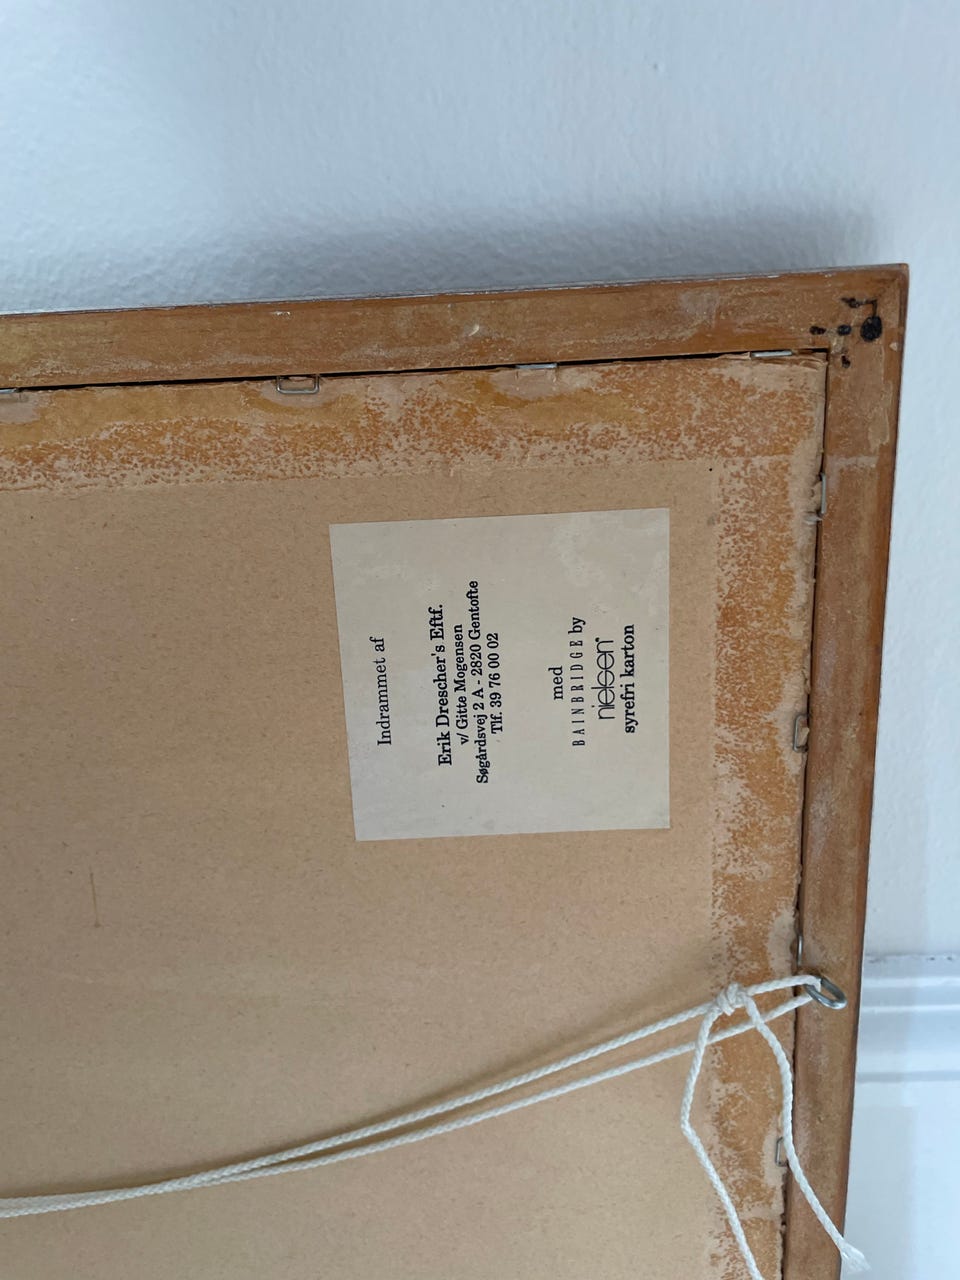 Indrammet af
Erik Drescher's Eftf.
v/ Gitte Mogensen
Søgårdsvej 2 A - 2820 Gentofte
Tlf. 39 76 00 02
med
BAINBRIDGE by
nielsen®
syrefri karton